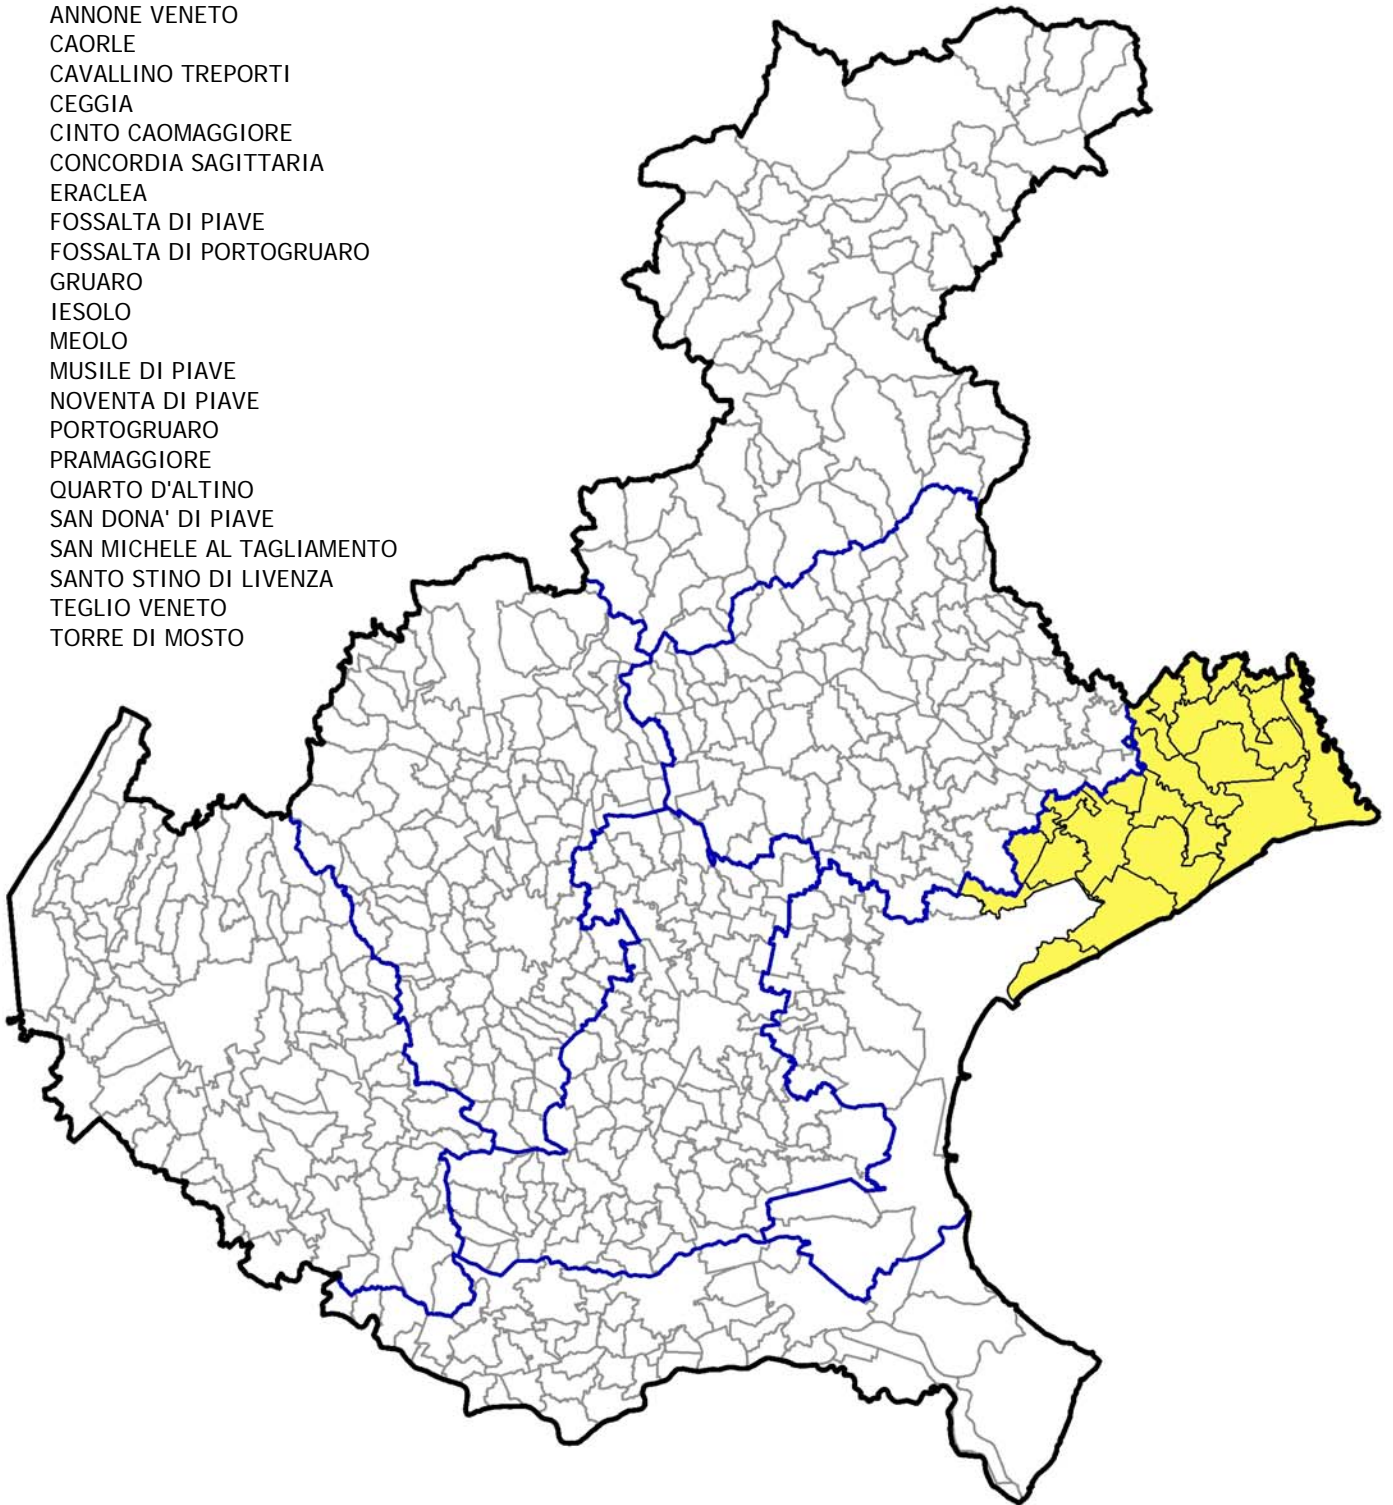 ANNONE VENETO
CAORLE
CAVALLINO TREPORTI
CEGGIA
CINTO CAOMAGGIORE
CONCORDIA SAGITTARIA
ERACLEA
FOSSALTA DI PIAVE
FOSSALTA DI PORTOGRUARO
GRUARO
IESOLO
MEOLO
MUSILE DI PIAVE
NOVENTA DI PIAVE
PORTOGRUARO
PRAMAGGIORE
QUARTO D'ALTINO
SAN DONA' DI PIAVE
SAN MICHELE AL TAGLIAMENTO
SANTO STINO DI LIVENZA
TEGLIO VENETO
TORRE DI MOSTO